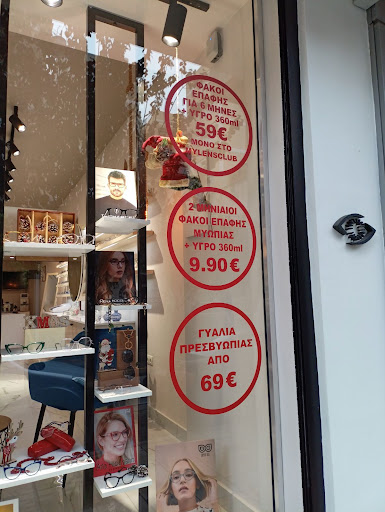 ΦΑΚΟΙ
ΕΠΑΦΗΣ
ΓΙΑ 6 ΜΗΝΕΣ
+ ΥΓΡΟ 360ml
59€
ΜΟΝΟ ΣΤΟ
MYLENSCLUB
2 ΜΗΝΙΑΙΟΙ
ΦΑΚΟΙ ΕΠΑΦΗΣ
ΜΥΩΠΙΑΣ
+ ΥΓΡΟ 360ml
9.90€
ΓΥΑΛΙΑ
ΠΡΕΣΒΥΩΠΙΑΣ
ΑΠΟ
69€